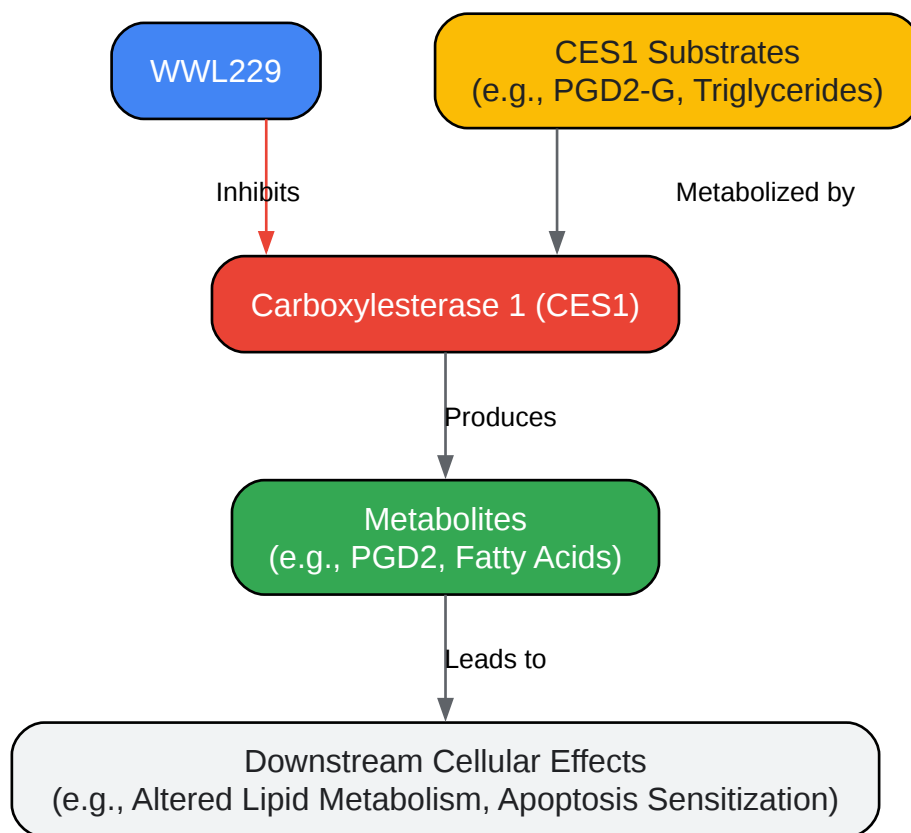 WWL229
CES1 Substrates
(e.g., PGD2-G, Triglycerides)
Inhibits
Metabolized by
Carboxylesterase 1 (CES1)
Produces
Metabolites
(e.g., PGD2, Fatty Acids)
Leads to
Downstream Cellular Effects
(e.g., Altered Lipid Metabolism, Apoptosis Sensitization)